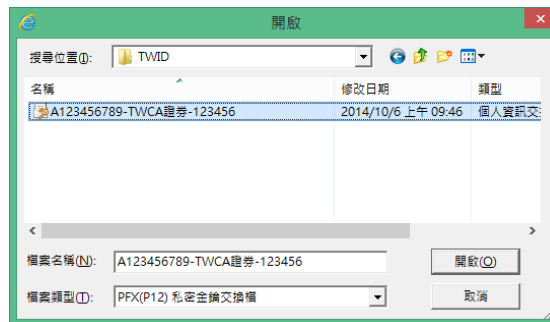 開啟
搜尋位置(I): TWID
名稱 修改日期 類型
A123456789-TWCA證券-123456 2014/10/6 上午 09:46 個人資訊交
檔案名稱(N): A123456789-TWCA證券-123456 開啟(O)
檔案類型(T): PFX(P12) 私密金鑰交換檔 取消